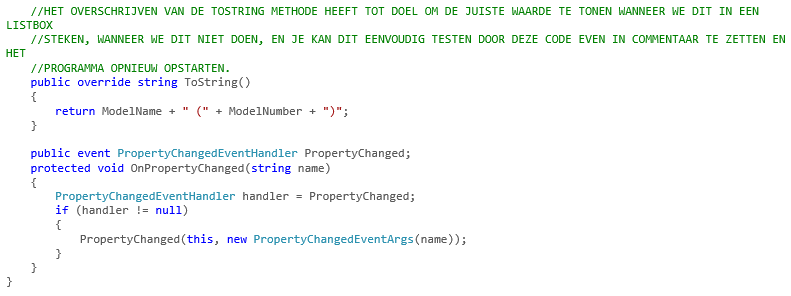 //HET OVERSCHRIJVEN VAN DE TOSTRING METHODE HEEFT TOT DOEL OM DE JUISTE WAARDE TE TONEN WANNEER WE DIT IN EEN
LISTBOX
//STEKEN, WANNEER WE DIT NIET DOEN, EN JE KAN DIT EENVOUDIG TESTEN DOOR DEZE CODE EVEN IN COMMENTAAR TE ZETTEN EN
HET
//PROGRAMMA OPNIEUW OPSTARTEN.
public override string ToString()
{
return ModelName + " (" + ModelNumber + ")";
}
public event PropertyChangedEventHandler PropertyChanged;
protected void OnPropertyChanged(string name)
{
PropertyChangedEventHandler handler = PropertyChanged;
if (handler != null)
{
PropertyChanged(this, new PropertyChangedEventArgs(name));
}
}
}